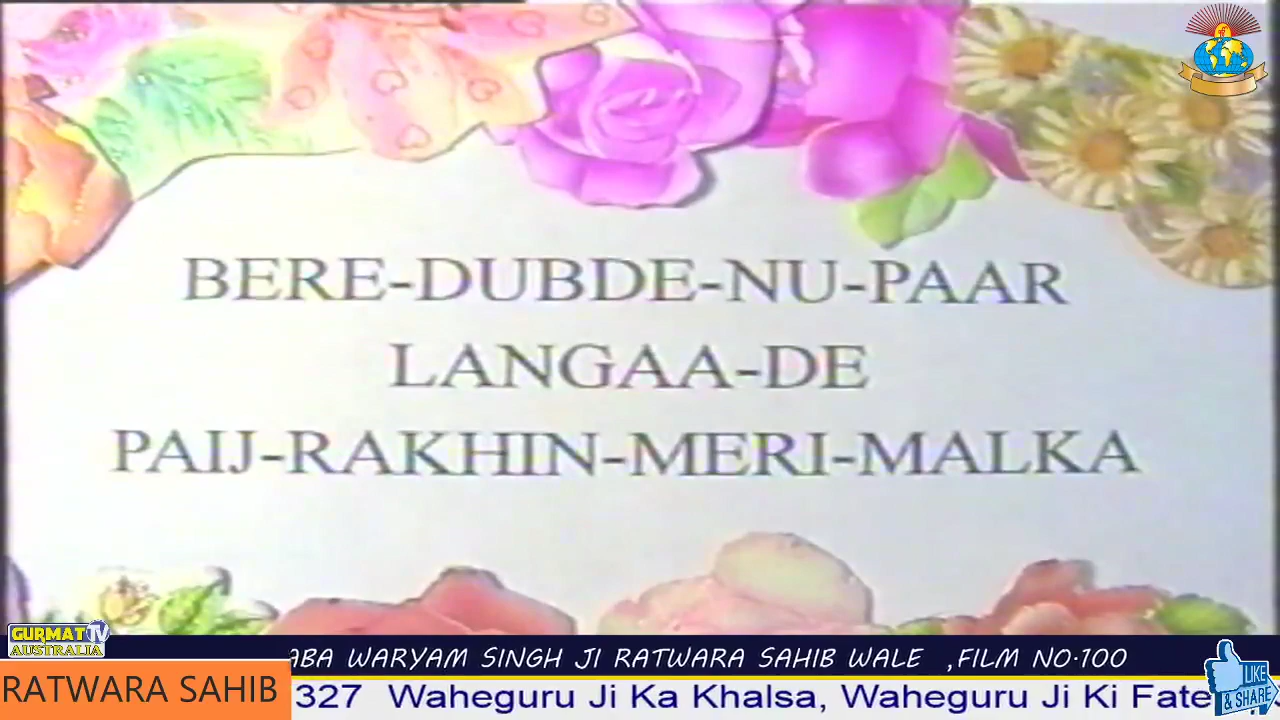 BERE-DUBDE-NU-PAAR
LANGAA-DE
PAIJ-RAKHIN-MERI-MALKA
GURMAT TV
AUSTRALIA
ABA WARYAM SINGH JI RATWARA SAHIB WALE ,FILM NO.100
RATWARA SAHIB
327 Waheguru Ji Ka Khalsa, Waheguru Ji Ki
LIKE
& SHARE